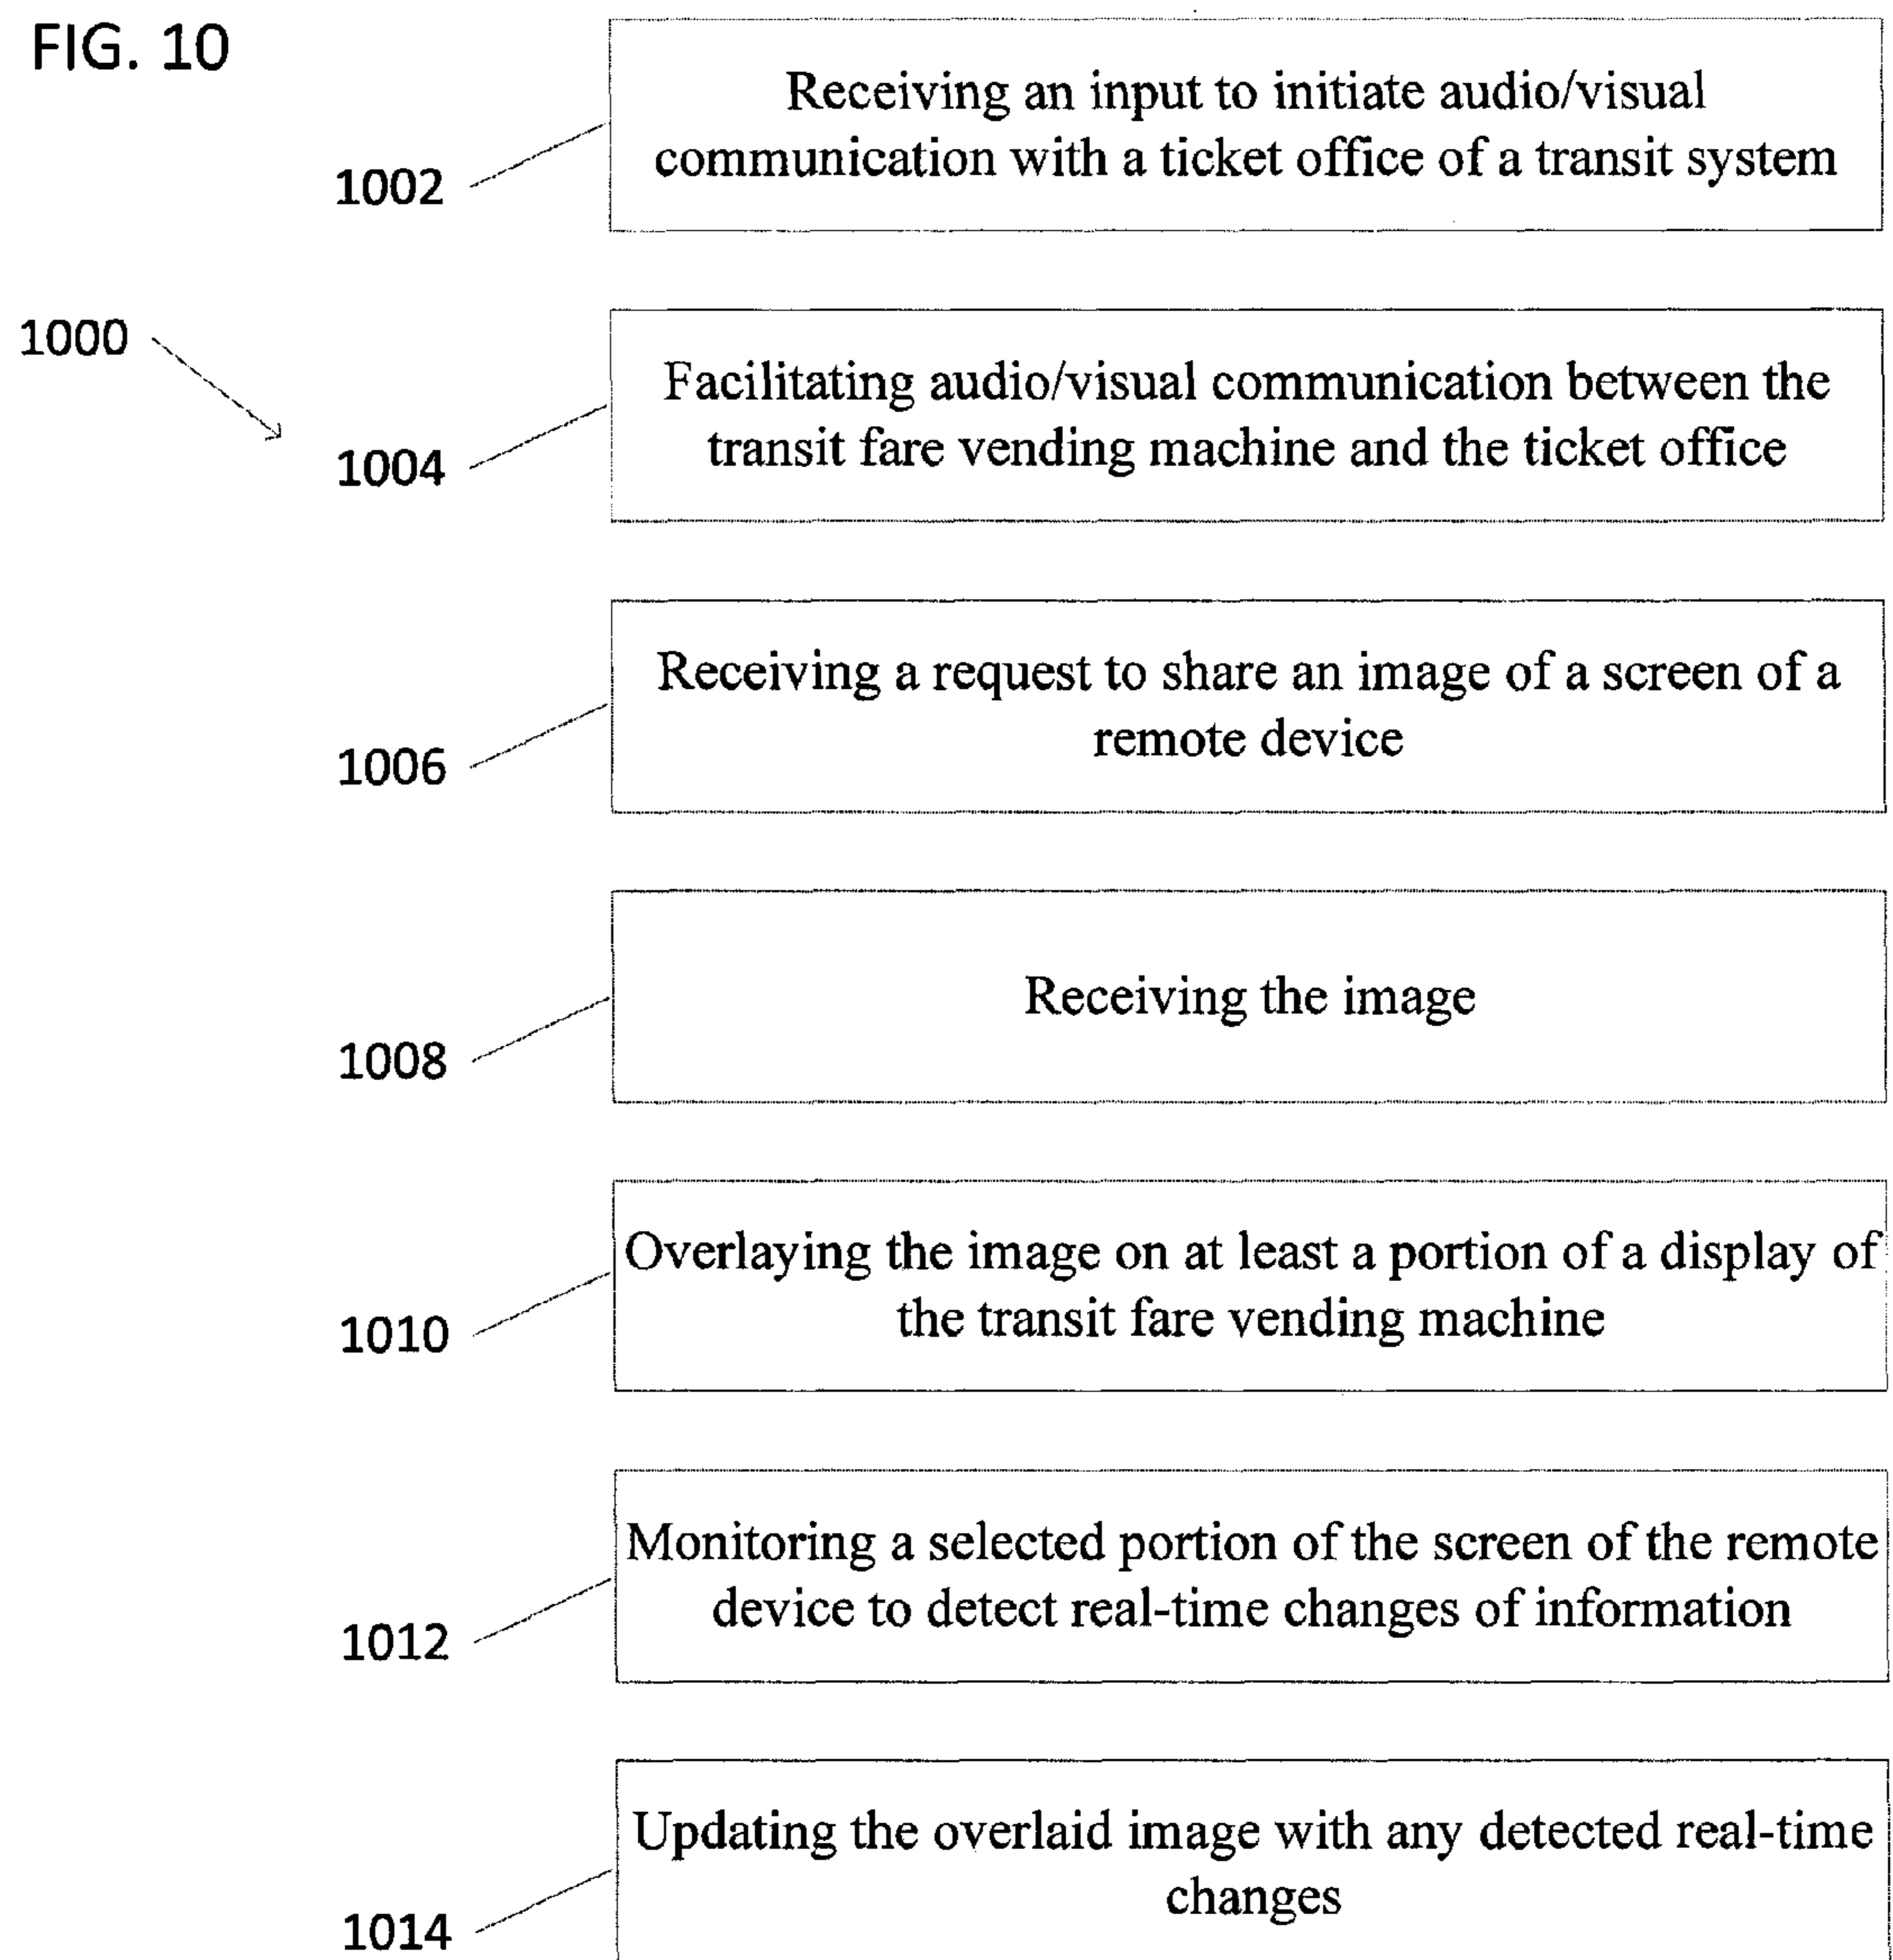 FIG. 10
Receiving an input to initiate audio/visual
communication with a ticket office of a transit system
1002
1000
Facilitating audio/visual communication between the
transit fare vending machine and the ticket office
1004
Receiving a request to share an image of a screen of a
remote device
1006
Receiving the image
1008
Overlaying the image on at least a portion of a display of
the transit fare vending machine
1010
Monitoring a selected portion of the screen of the remote
device to detect real-time changes of information
1012
Updating the overlaid image with any detected real-time
changes
1014